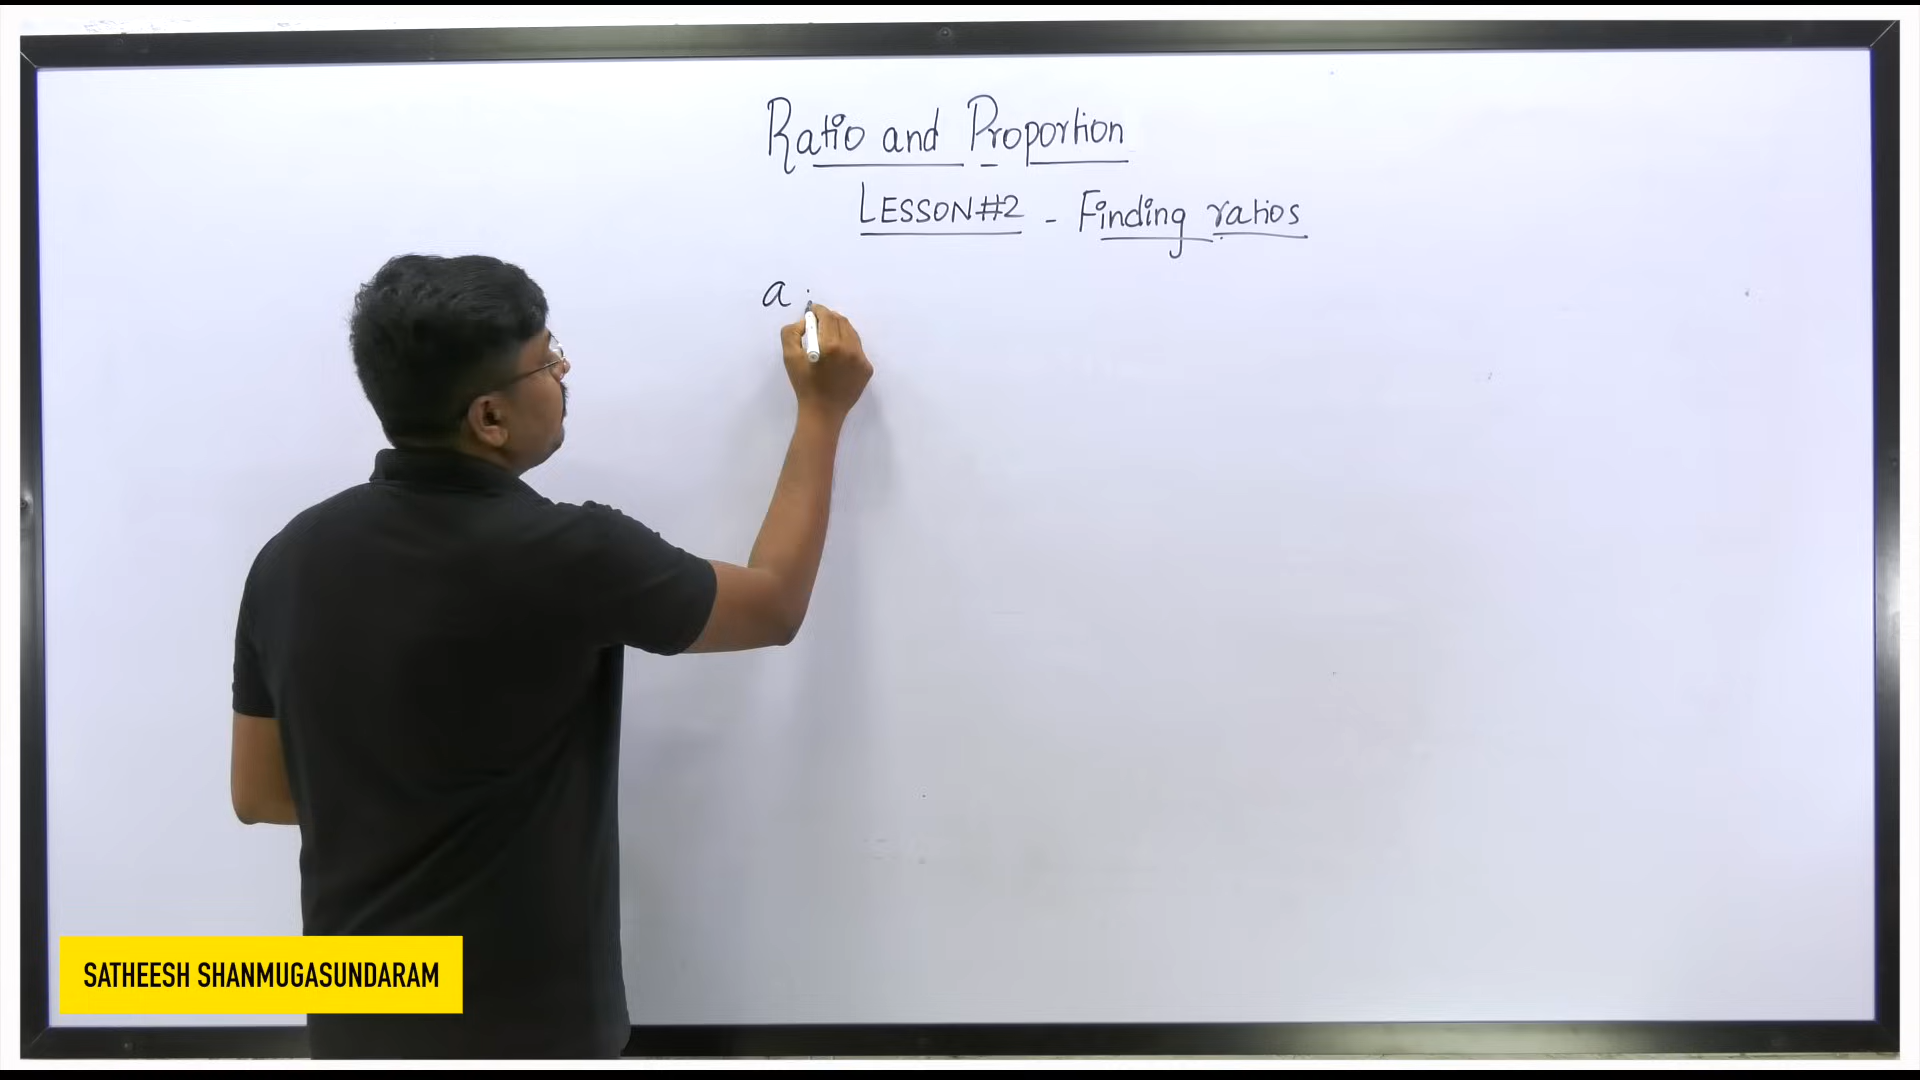 Ratio and Proportion
LESSON #2 - Finding ratios
a :
SATHEESH SHANMUGASUNDARAM